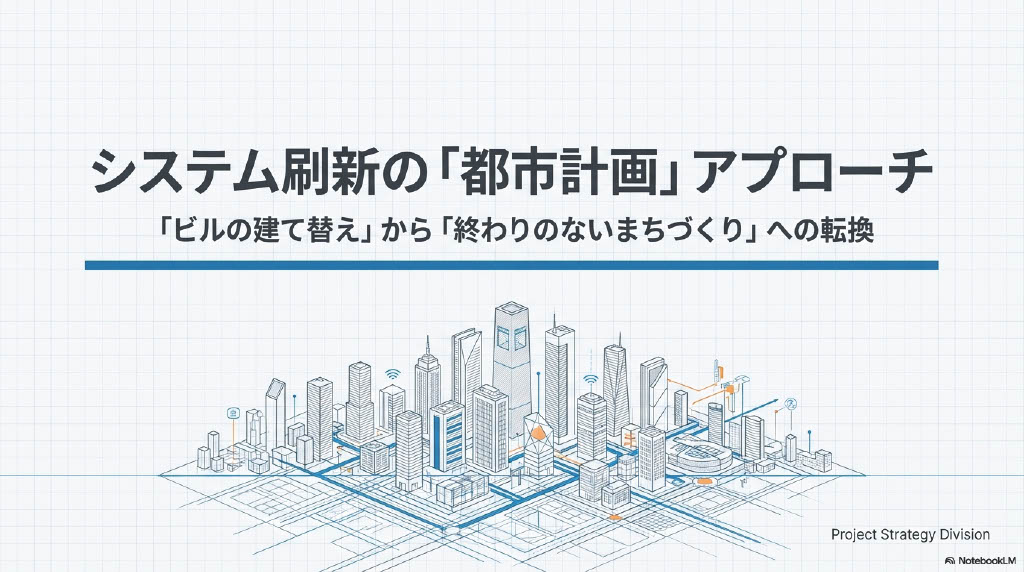 システム刷新の「都市計画」アプローチ
「ビルの建て替え」から「終わりのないまちづくり」への転換
Project Strategy Division
NotebookLM